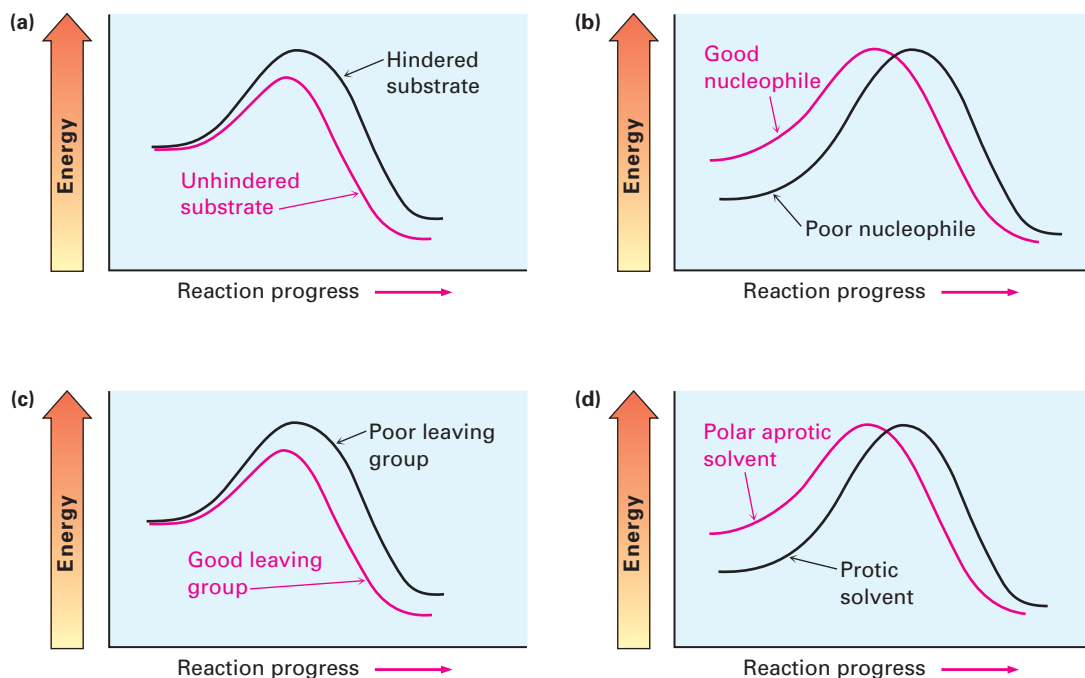 (a)
Energy
Hindered
substrate
Unhindered
substrate
Reaction progress
(b)
Energy
Good
nucleophile
Poor nucleophile
Reaction progress
(c)
Energy
Poor leaving
group
Good leaving
group
Reaction progress
(d)
Energy
Polar aprotic
solvent
Protic
solvent
Reaction progress